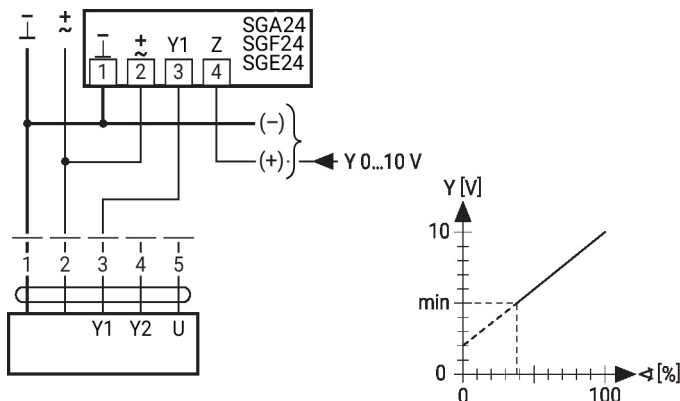 SGA24
SGF24
SGE24
⊥ ~ + ⊥ ~ + Y1 Z
1 2 3 4
(–)
(+) Y 0...10 V
1 2 3 4 5
Y1 Y2 U
Y [V]
10
min
0
0 100
∢ [%]